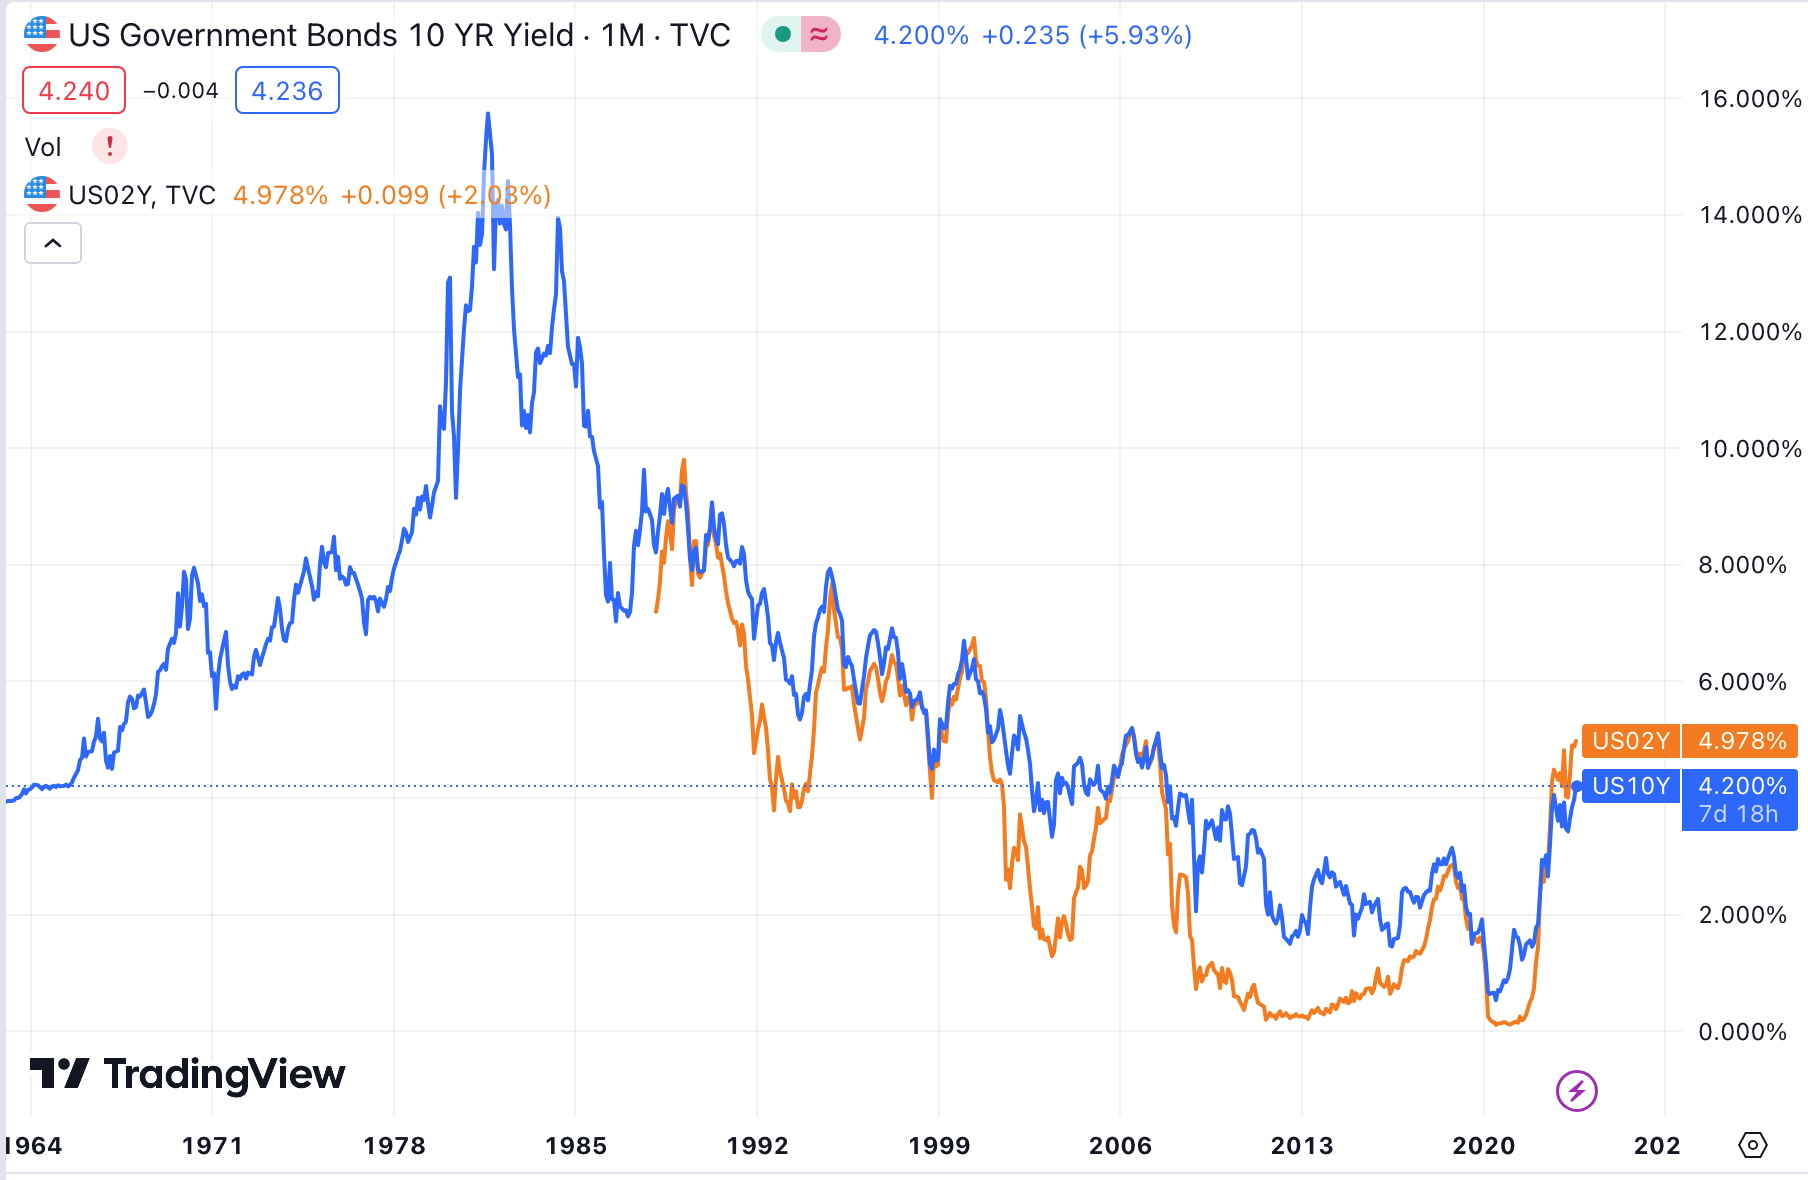 US Government Bonds 10 YR Yield · 1M · TVC ≈ 4.200% +0.235 (+5.93%)
4.240 −0.004 4.236
Vol !
US02Y, TVC 4.978% +0.099 (+2.03%)
16.000%
14.000%
12.000%
10.000%
8.000%
6.000%
US02Y 4.978%
US10Y 4.200%
7d 18h
2.000%
0.000%
TradingView
1964 1971 1978 1985 1992 1999 2006 2013 2020 202